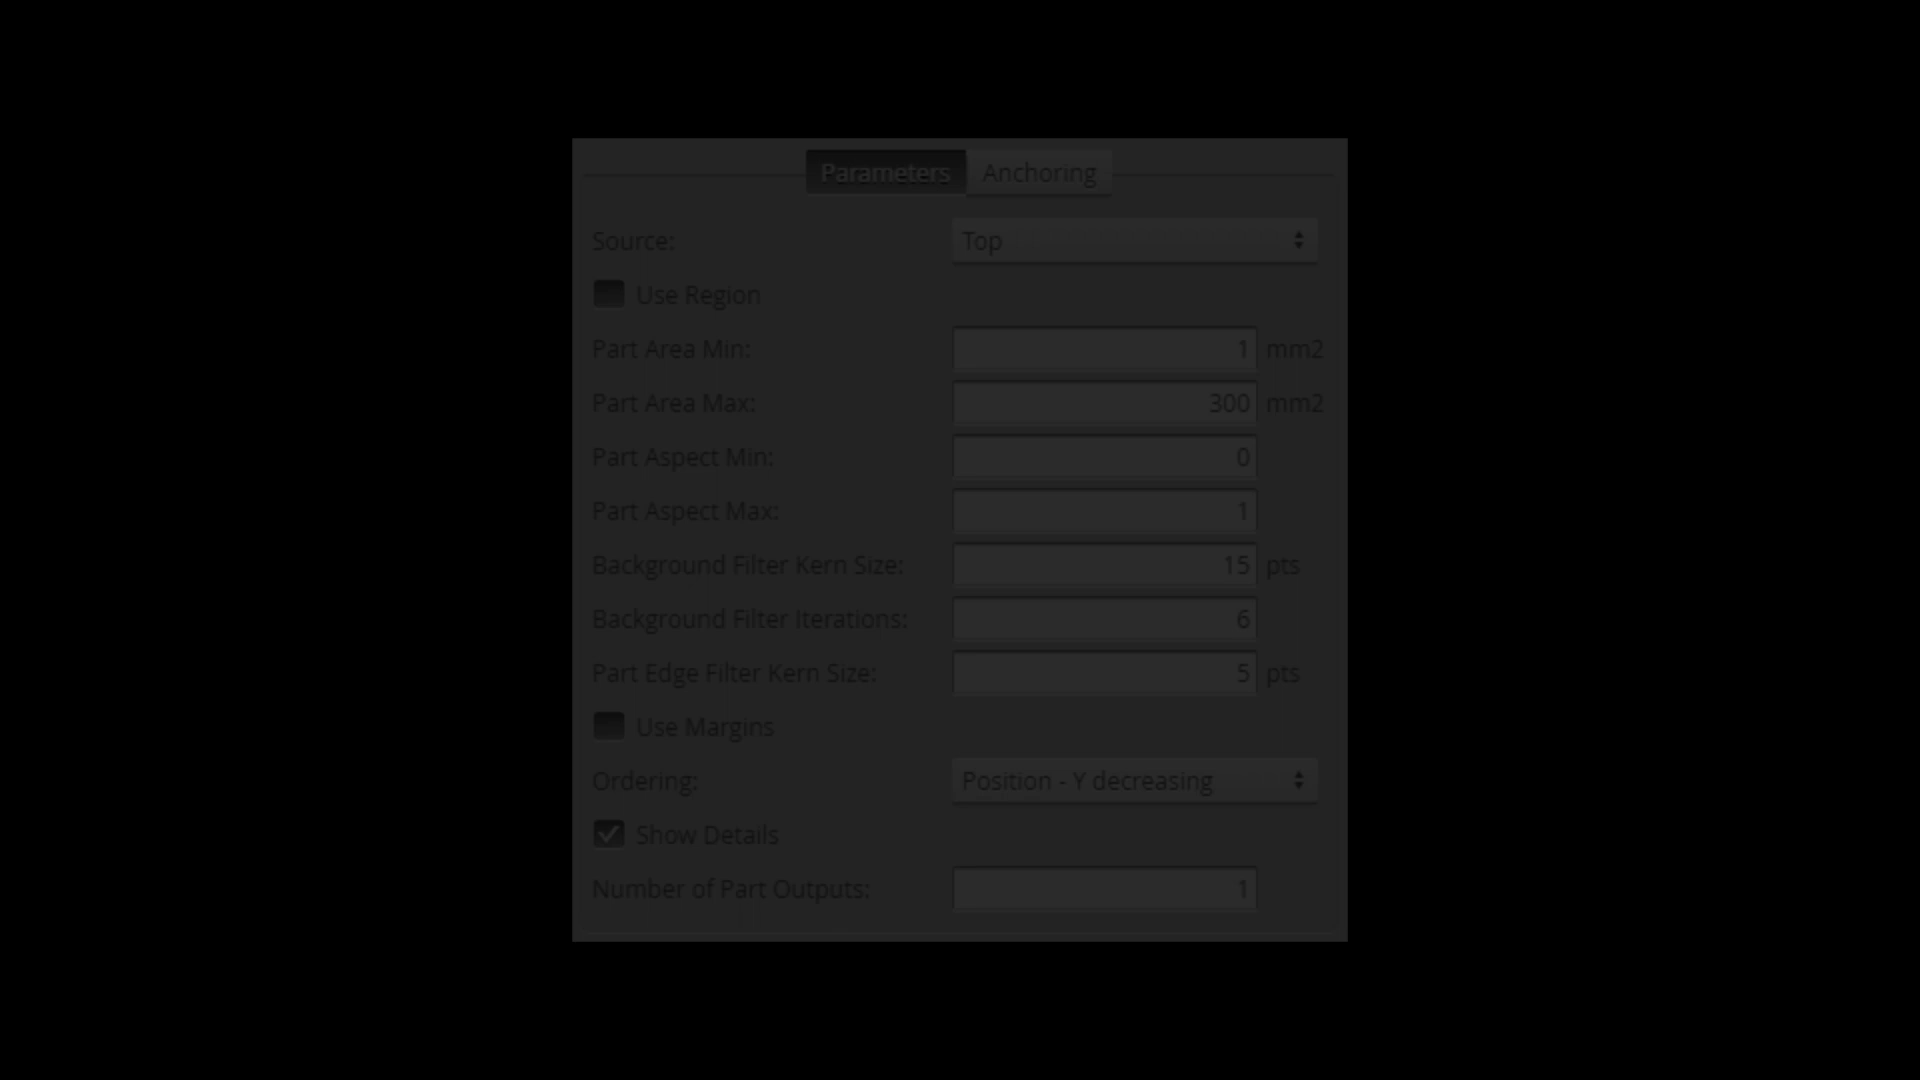 Parameters Anchoring
Source: Top
Use Region
Part Area Min: 1 mm2
Part Area Max: 300 mm2
Part Aspect Min: 0
Part Aspect Max: 1
Background Filter Kern Size: 15 pts
Background Filter Iterations: 6
Part Edge Filter Kern Size: 5 pts
Use Margins
Ordering: Position - Y decreasing
Show Details
Number of Part Outputs: 1